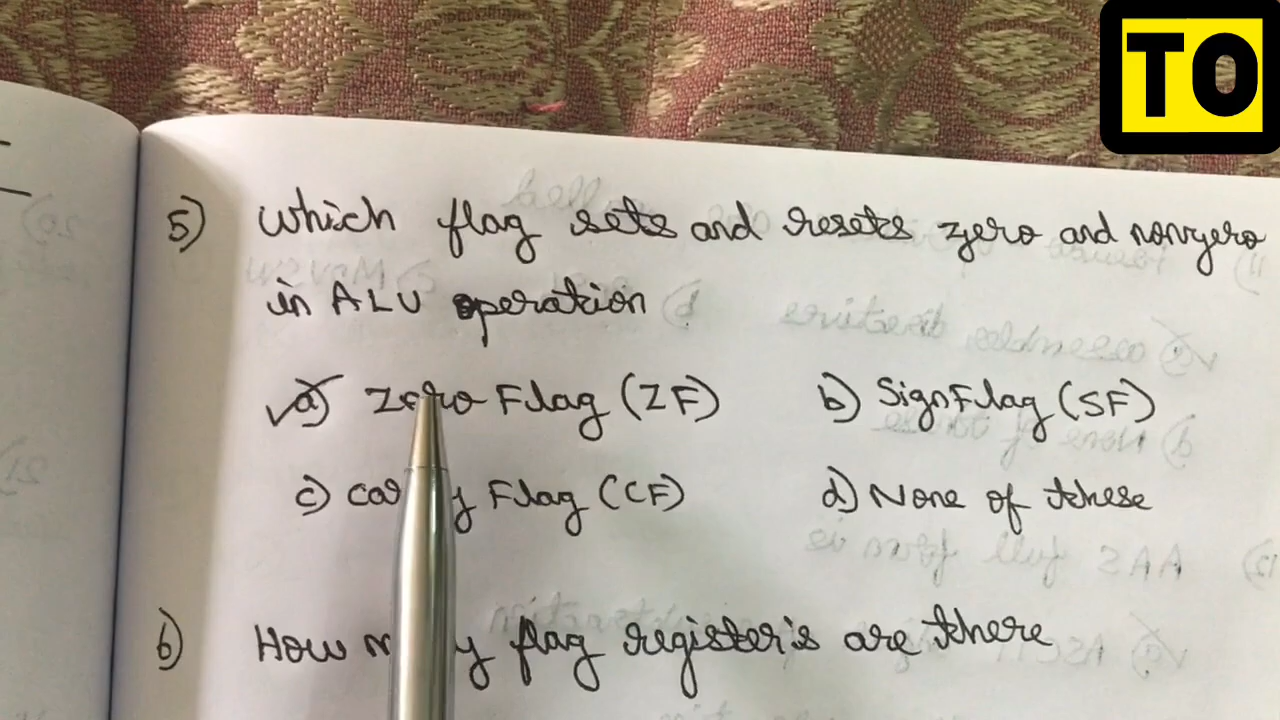 TO
5) Which flag sets and resets zero and nonzero
in ALU operation
a) Zero Flag (ZF) b) Sign Flag (SF)
c) Flag (CF) d) None of these
6) How flag register's are there